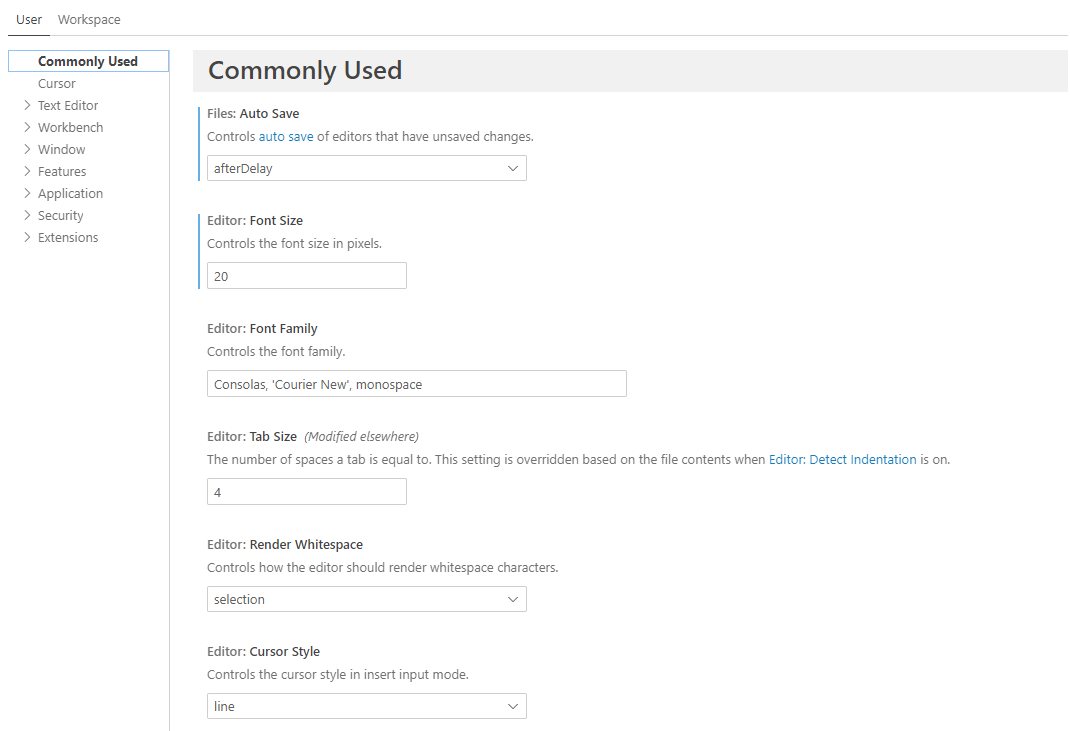 User Workspace
Commonly Used
Cursor
Text Editor
Workbench
Window
Features
Application
Security
Extensions
Commonly Used
Files: Auto Save
Controls auto save of editors that have unsaved changes.
afterDelay
Editor: Font Size
Controls the font size in pixels.
20
Editor: Font Family
Controls the font family.
Consolas, 'Courier New', monospace
Editor: Tab Size (Modified elsewhere)
The number of spaces a tab is equal to. This setting is overridden based on the file contents when Editor: Detect Indentation is on.
4
Editor: Render Whitespace
Controls how the editor should render whitespace characters.
selection
Editor: Cursor Style
Controls the cursor style in insert input mode.
line